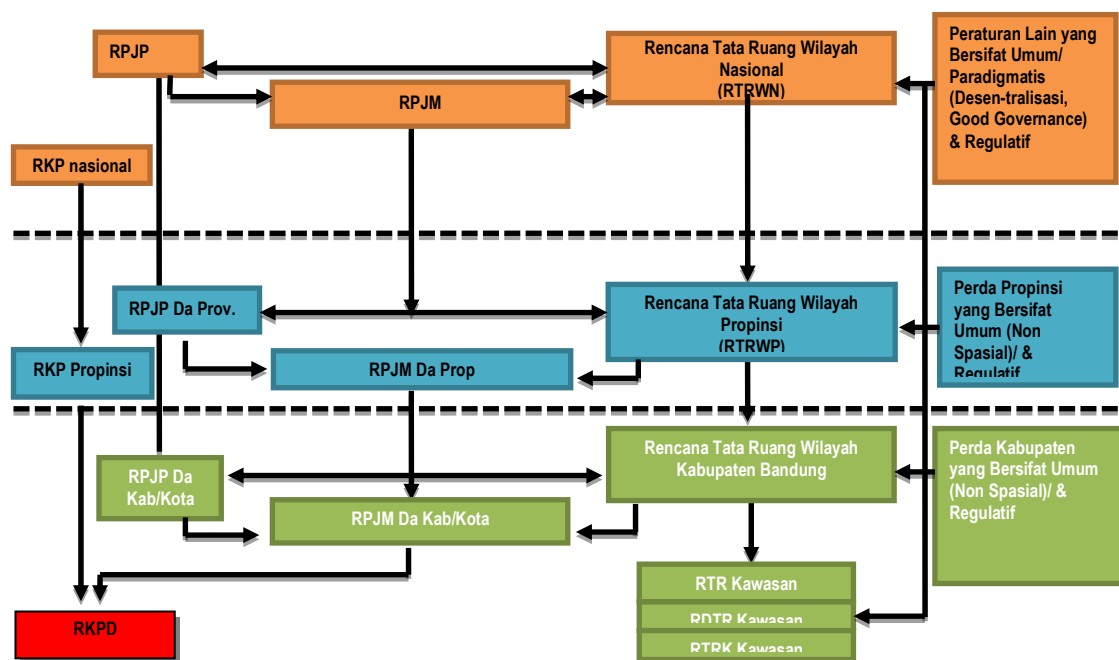 RPJP
Rencana Tata Ruang Wilayah
Nasional
(RTRWN)
Peraturan Lain yang
Bersifat Umum/
Paradigmatis
(Desen-tralisasi,
Good Governance)
& Regulatif
RPJM
RKP nasional
RPJP Da Prov.
Rencana Tata Ruang Wilayah
Propinsi
(RTRWP)
Perda Propinsi
yang Bersifat
Umum (Non
Spasial)/ &
Regulatif
RKP Propinsi
RPJM Da Prop
RPJP Da
Kab/Kota
Rencana Tata Ruang Wilayah
Kabupaten Bandung
Perda Kabupaten
yang Bersifat Umum
(Non Spasial)/ &
Regulatif
RPJM Da Kab/Kota
RTR Kawasan
RDTR Kawasan
RTRK Kawasan
RKPD